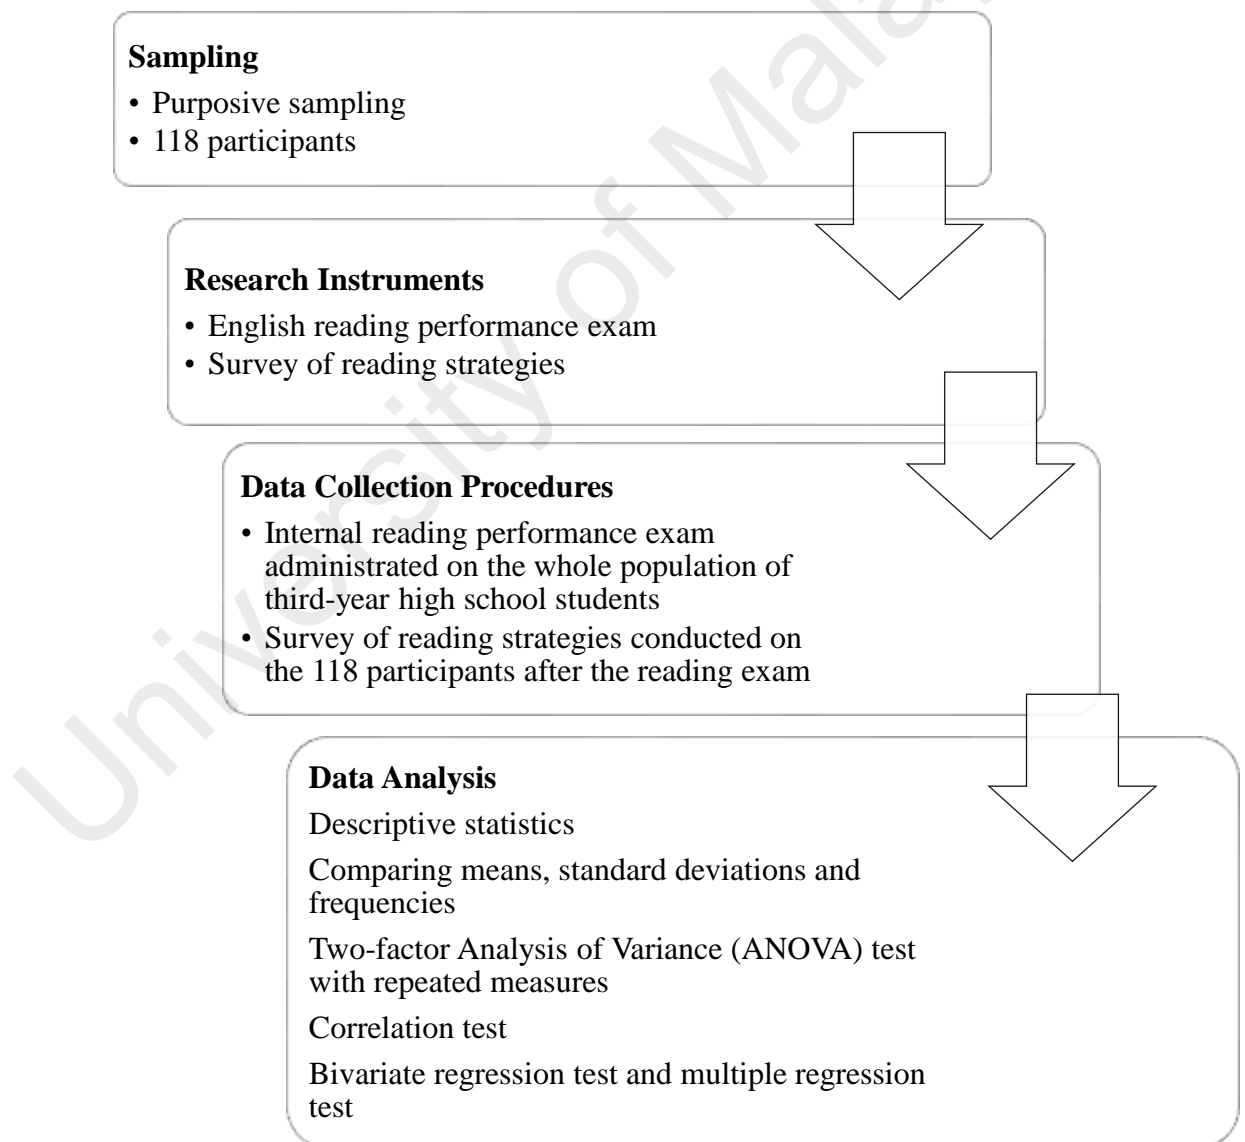 Sampling
• Purposive sampling
• 118 participants
Research Instruments
• English reading performance exam
• Survey of reading strategies
Data Collection Procedures
• Internal reading performance exam
administrated on the whole population of
third-year high school students
• Survey of reading strategies conducted on
the 118 participants after the reading exam
Data Analysis
Descriptive statistics
Comparing means, standard deviations and
frequencies
Two-factor Analysis of Variance (ANOVA) test
with repeated measures
Correlation test
Bivariate regression test and multiple regression
test
University of Mala